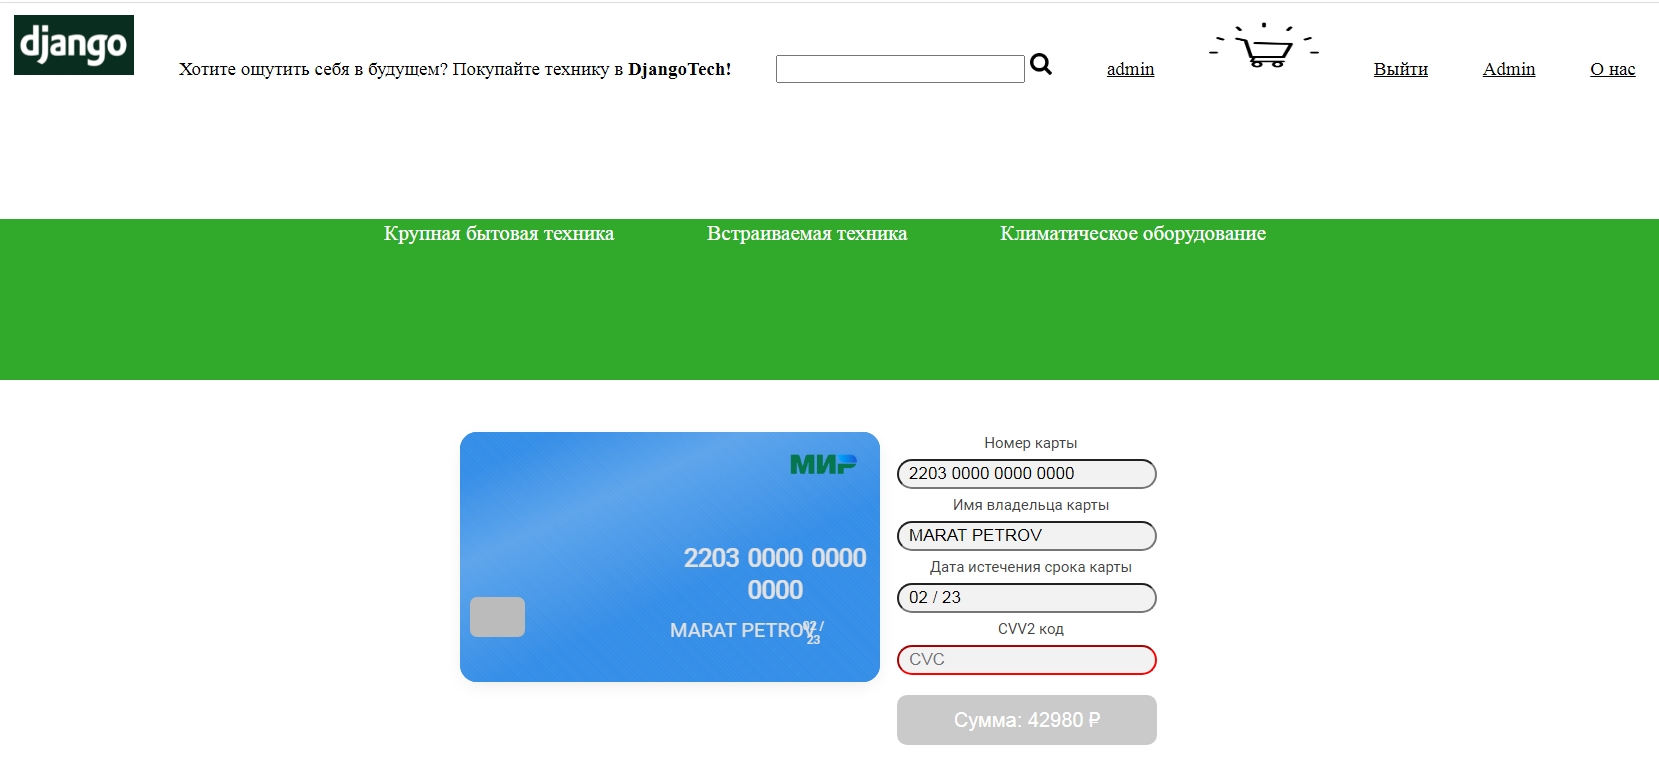 django
Хотите ощутить себя в будущем? Покупайте технику в DjangoTech!
admin
Выйти
Admin
О нас
Крупная бытовая техника
Встраиваемая техника
Климатическое оборудование
МИР
2203 0000 0000
0000
MARAT PETROV
02 /
23
Номер карты
2203 0000 0000 0000
Имя владельца карты
MARAT PETROV
Дата истечения срока карты
02 / 23
CVV2 код
CVC
Сумма: 42980 ₽